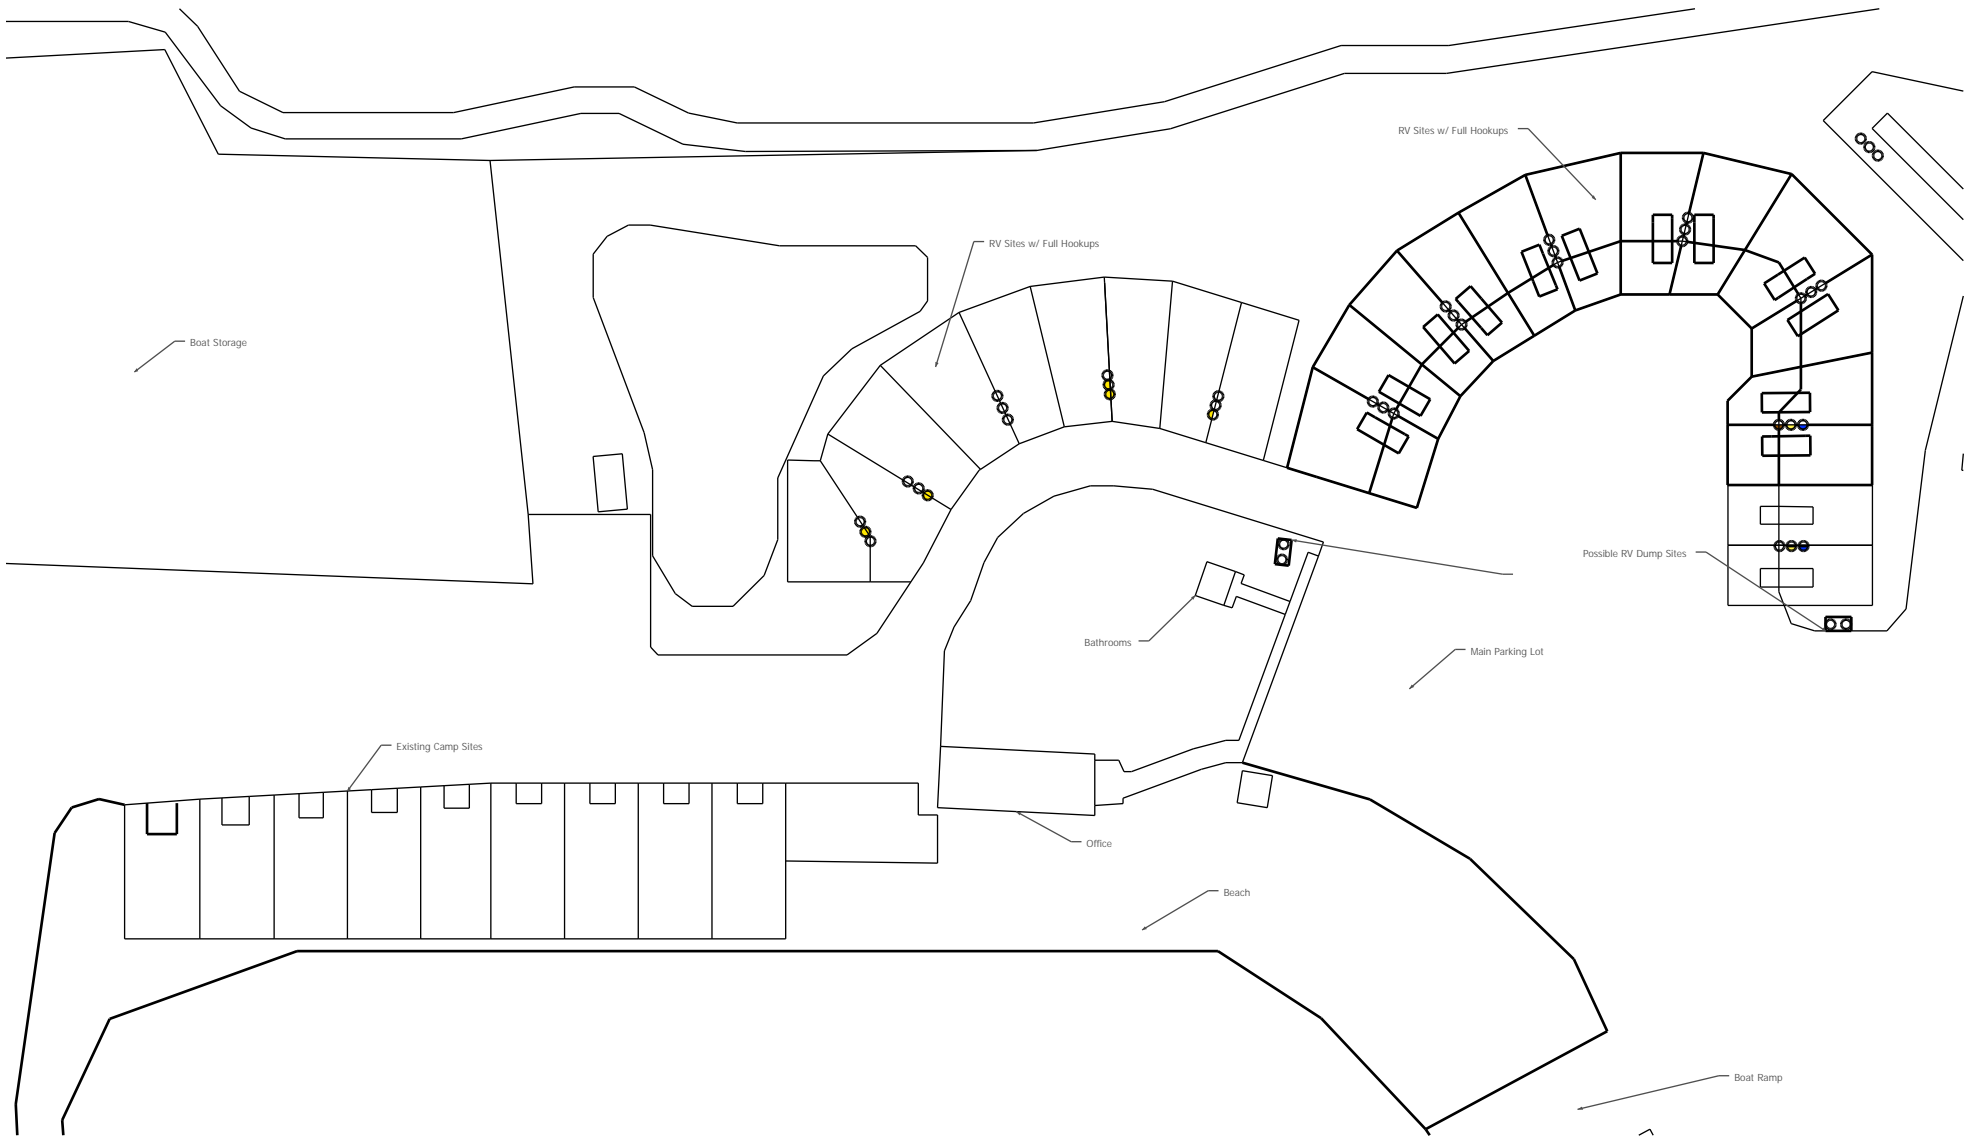 RV Sites w/ Full Hookups
RV Sites w/ Full Hookups
Boat Storage
Possible RV Dump Sites
Bathrooms
Main Parking Lot
Existing Camp Sites
Office
Beach
Boat Ramp